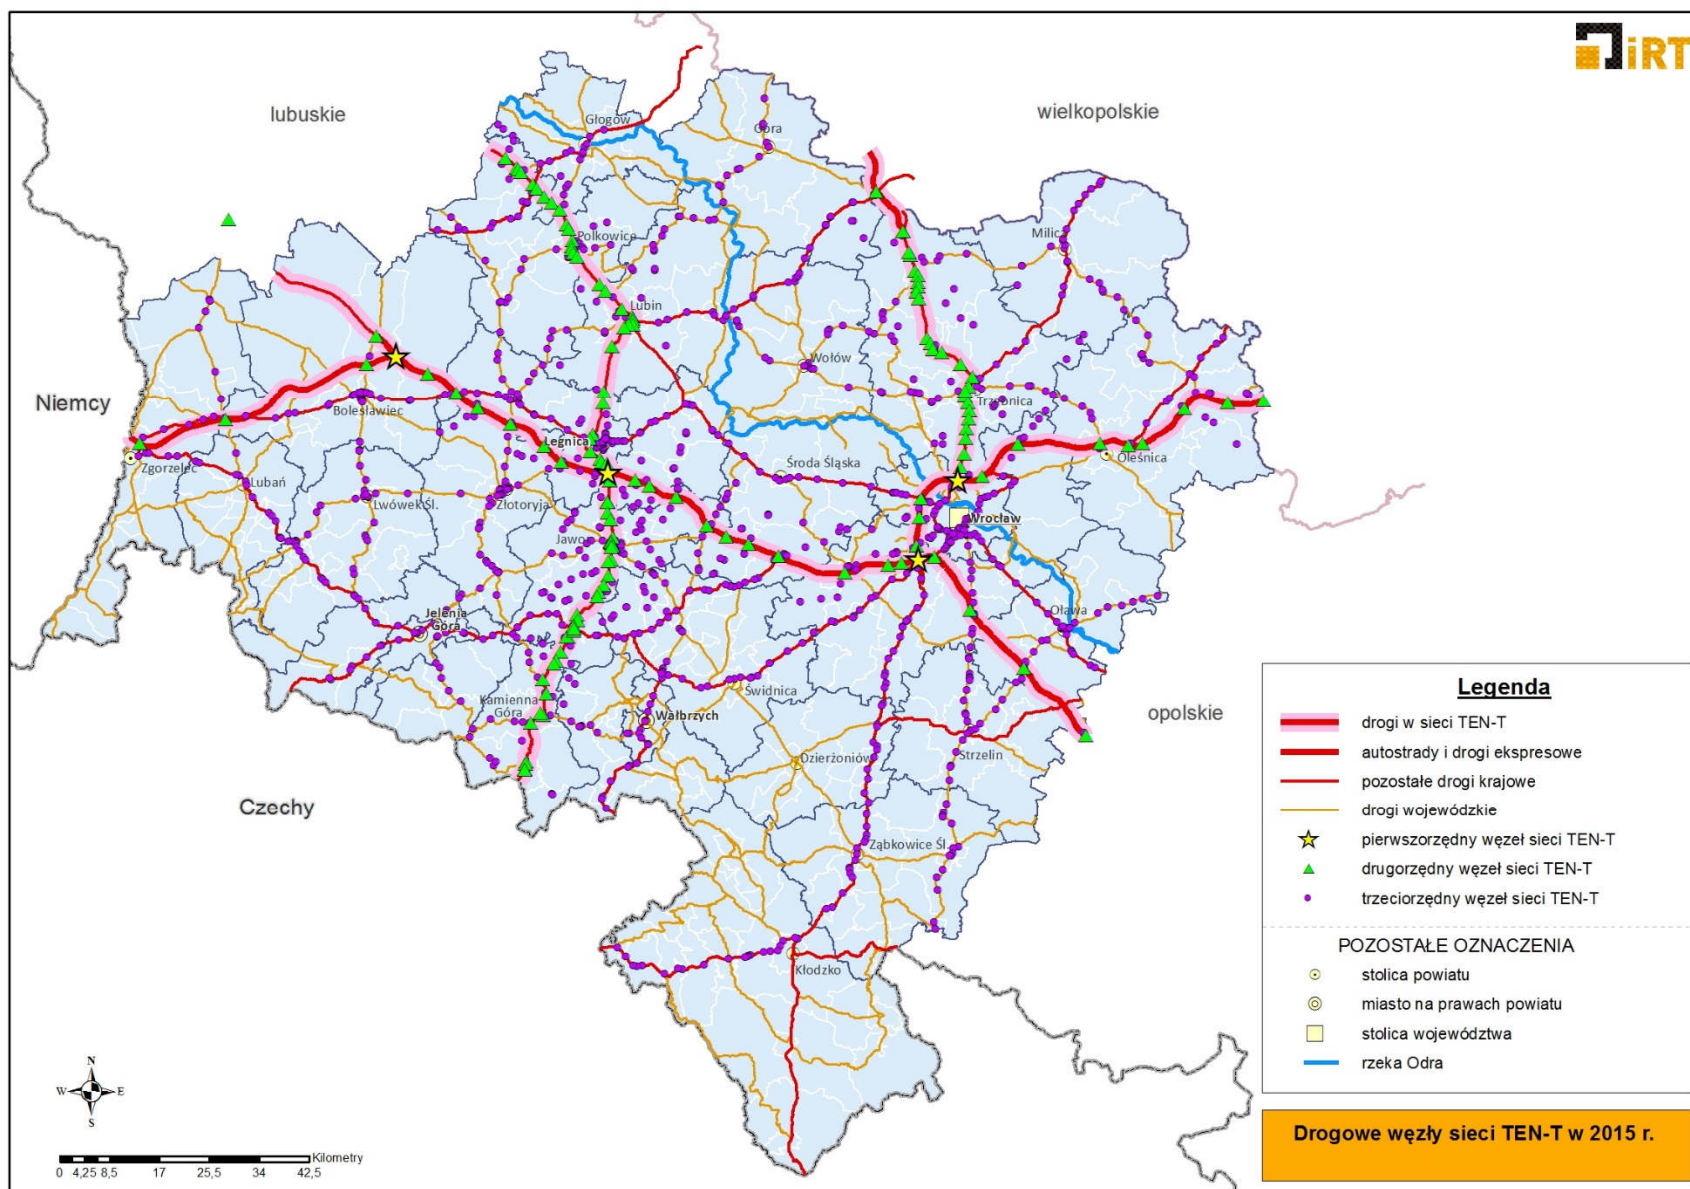 iRT
lubuskie
wielkopolskie
Głogów
Góra
Milicz
Polkowice
Lubin
Wołów
Trzebnica
Niemcy
Bolesławiec
Legnica
Zgorzelec
Środa Śląska
Oleśnica
Lubań
Lwówek Śl.
Złotoryja
Wrocław
Jawor
Jelenia
Góra
Oława
Świdnica
Kamienna
Góra
Wałbrzych
opolskie
Strzelin
Dzierżoniów
Czechy
Ząbkowice Śl.
Kłodzko
Legenda
drogi w sieci TEN-T
autostrady i drogi ekspresowe
pozostałe drogi krajowe
drogi wojewódzkie
pierwszorzędny węzeł sieci TEN-T
drugorzędny węzeł sieci TEN-T
trzeciorzędny węzeł sieci TEN-T
POZOSTAŁE OZNACZENIA
stolica powiatu
miasto na prawach powiatu
stolica województwa
rzeka Odra
Drogowe węzły sieci TEN-T w 2015 r.
N
W E
S
Kilometry
0 4,25 8,5 17 25,5 34 42,5